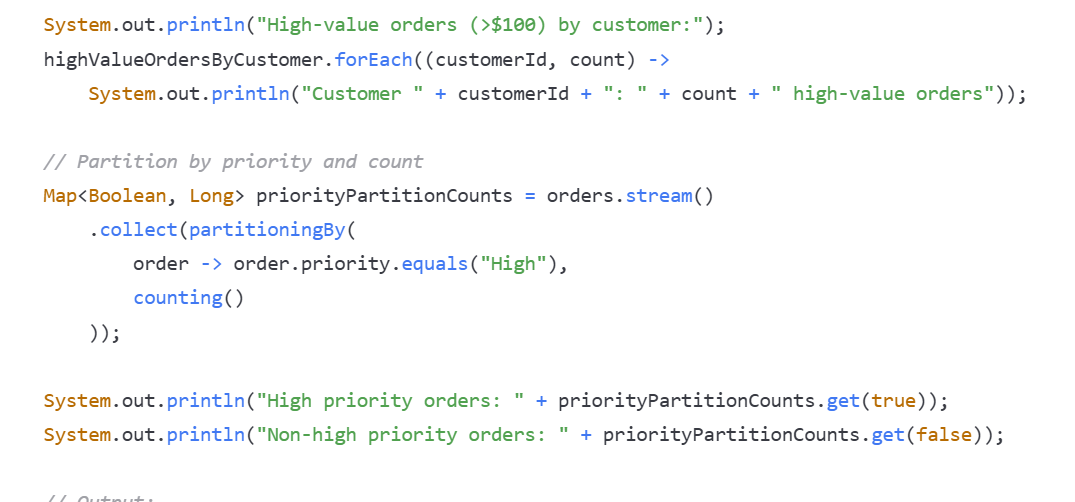 System.out.println("High-value orders (>$100) by customer:");
highValueOrdersByCustomer.forEach((customerId, count) ->
    System.out.println("Customer " + customerId + ": " + count + " high-value orders"));

// Partition by priority and count
Map<Boolean, Long> priorityPartitionCounts = orders.stream()
    .collect(partitioningBy(
        order -> order.priority.equals("High"),
        counting()
    ));

System.out.println("High priority orders: " + priorityPartitionCounts.get(true));
System.out.println("Non-high priority orders: " + priorityPartitionCounts.get(false));

// Output: